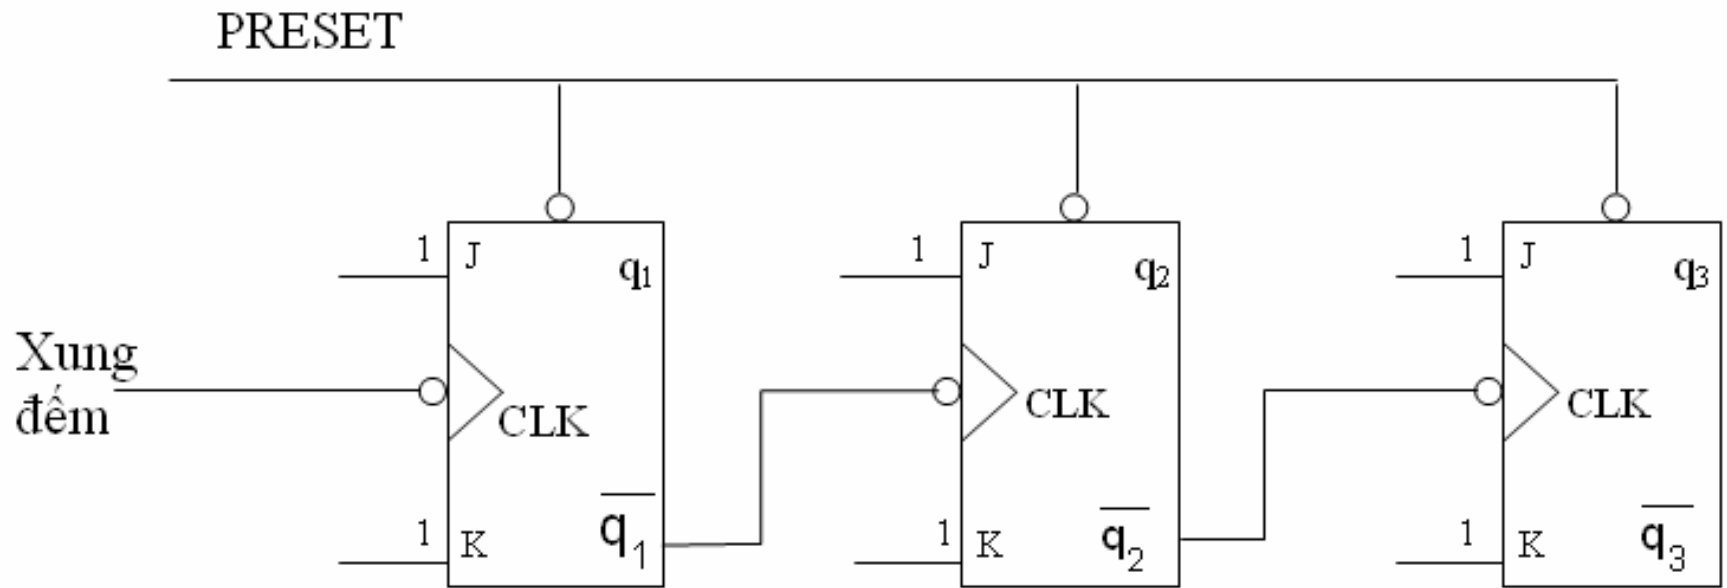 PRESET
1 J q1
1 J q2
1 J q3
Xung
đếm
CLK
CLK
CLK
1 K q̅1
1 K q̅2
1 K q̅3